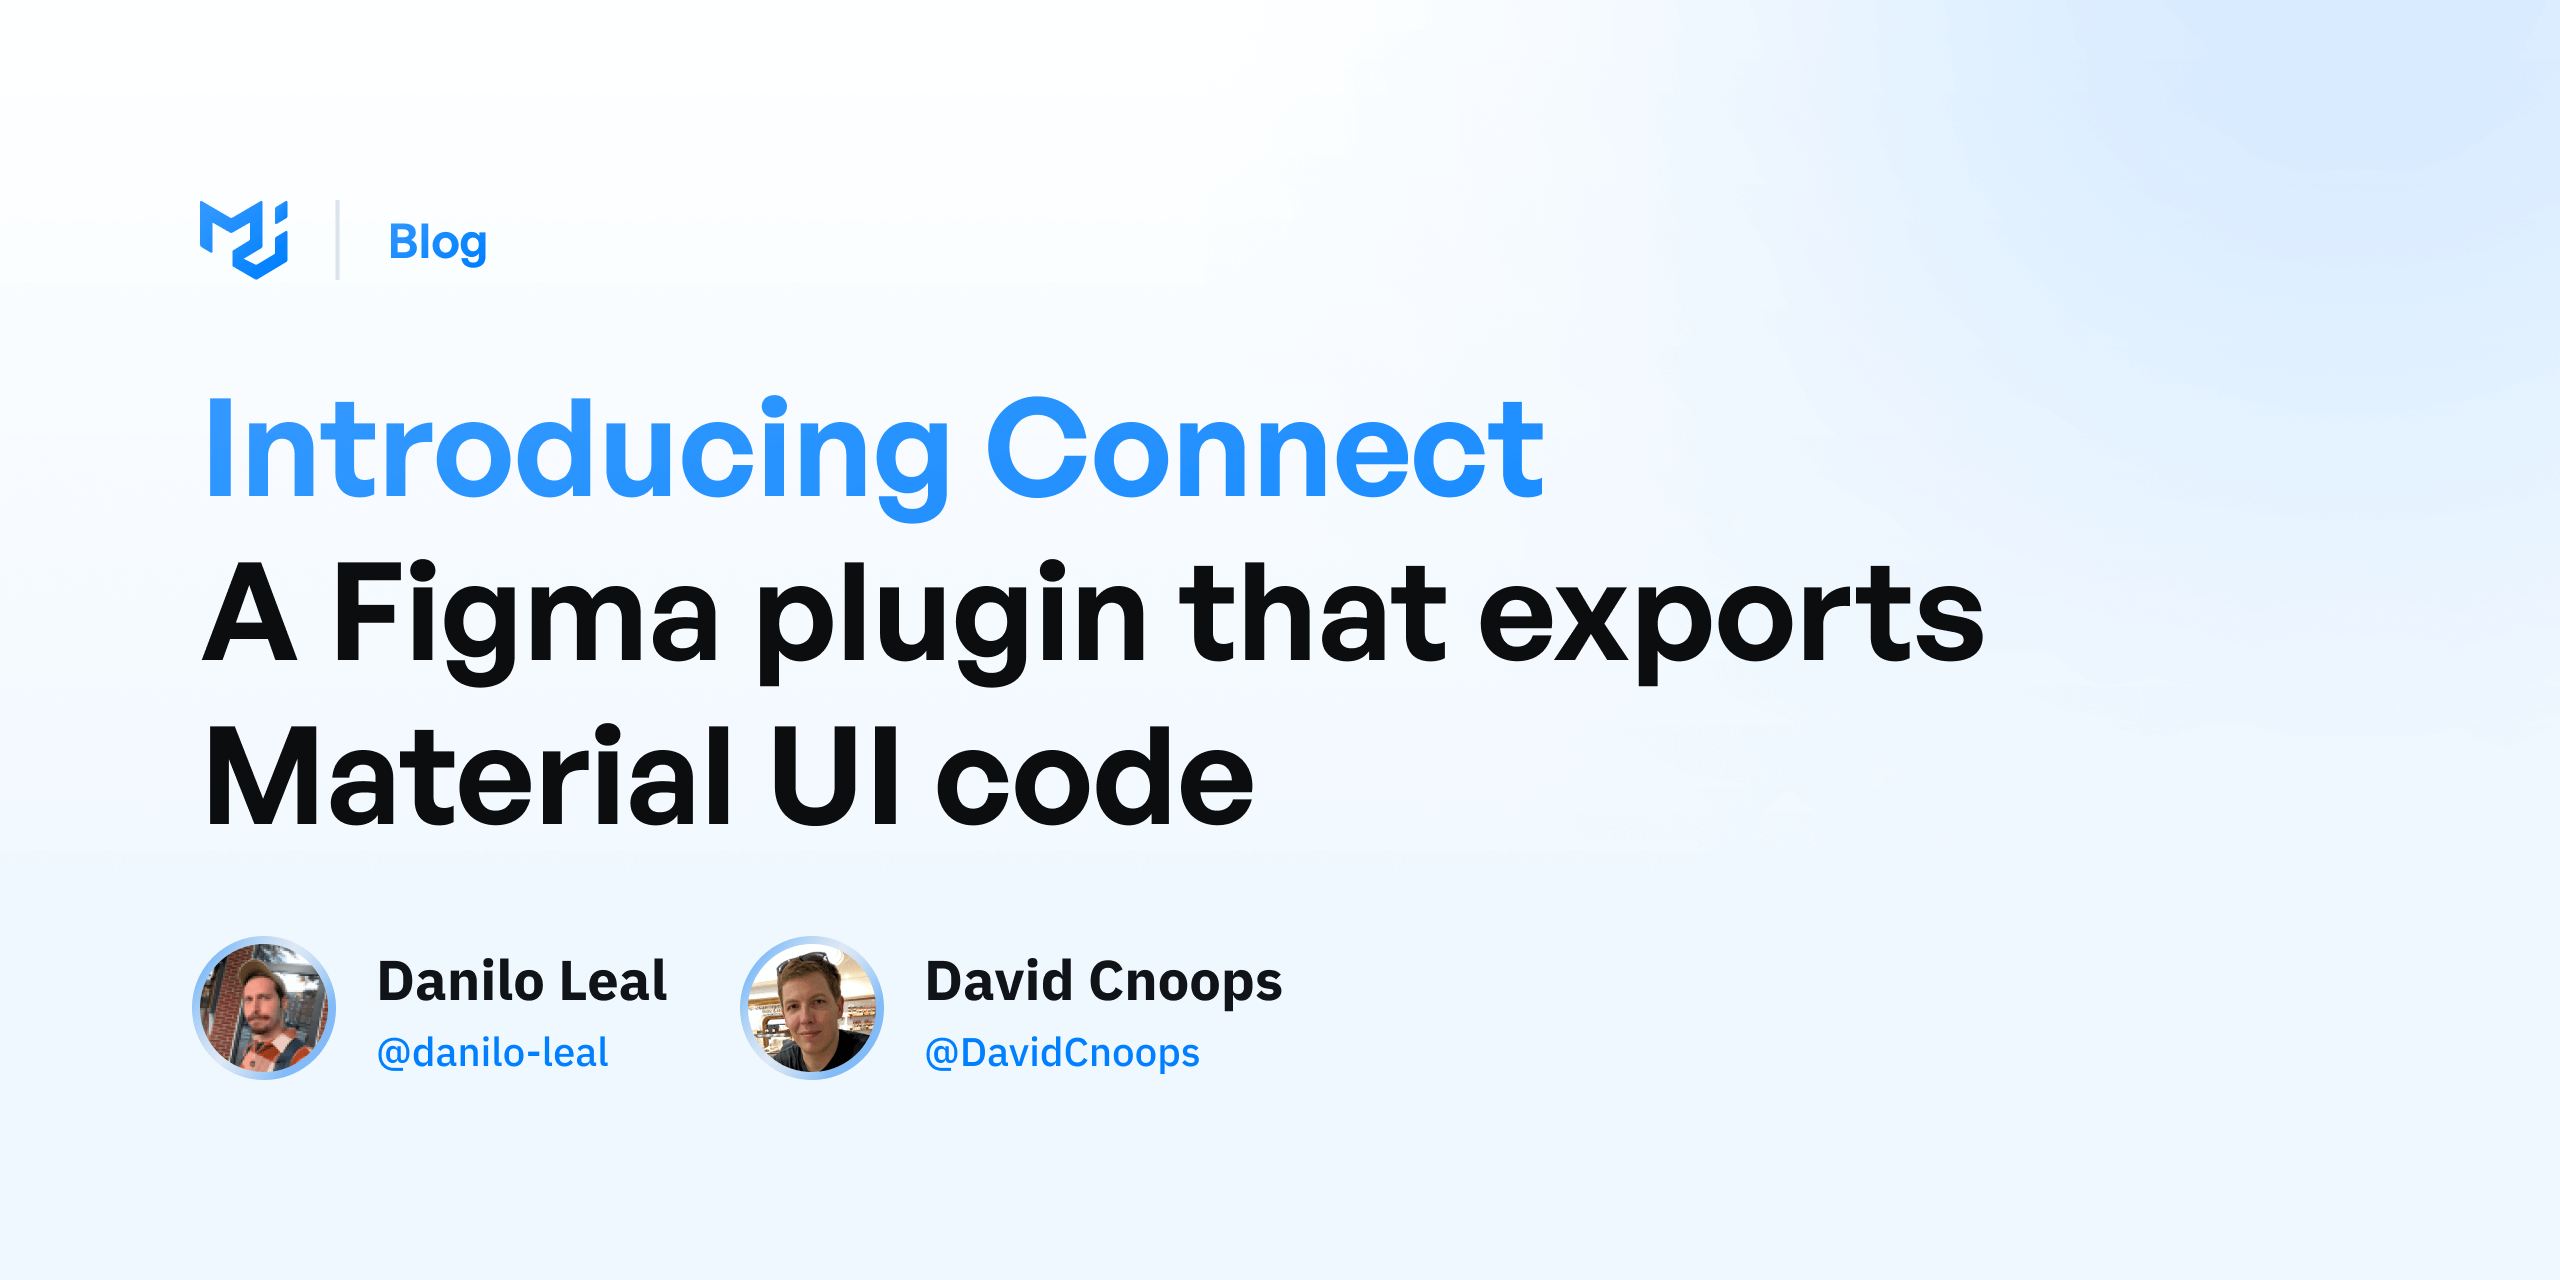 Blog
Introducing Connect
A Figma plugin that exports
Material UI code
Danilo Leal
@danilo-leal
David Cnoops
@DavidCnoops